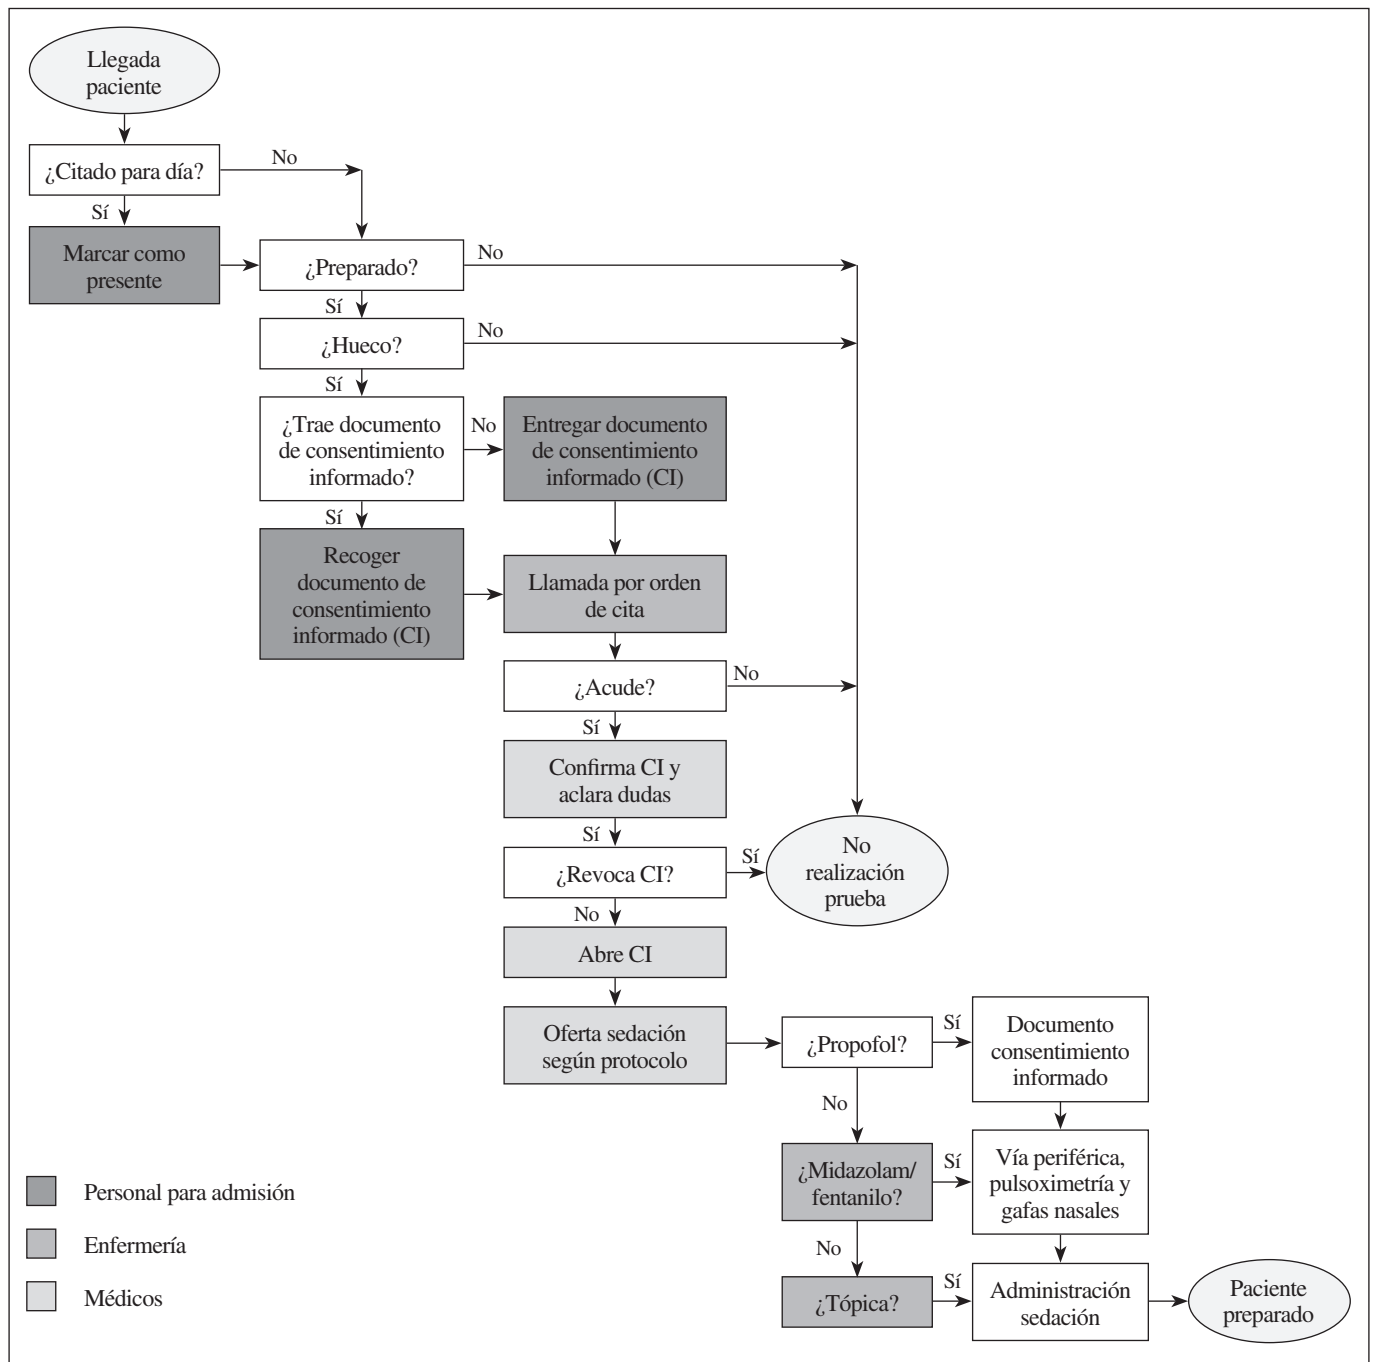 Llegada
paciente
¿Citado para día?
No
Sí
Marcar como
presente
¿Preparado?
No
Sí
¿Hueco?
No
Sí
¿Trae documento
de consentimiento
informado?
No
Entregar documento
de consentimiento
informado (CI)
Sí
Recoger
documento de
consentimiento
informado (CI)
Llamada por orden
de cita
¿Acude?
No
Sí
Confirma CI y
aclara dudas
Sí
¿Revoca CI?
Sí
No
realización
prueba
No
Abre CI
Oferta sedación
según protocolo
¿Propofol?
Sí
Documento
consentimiento
informado
No
¿Midazolam/
fentanilo?
Sí
Vía periférica,
pulsoximetría y
gafas nasales
No
¿Tópica?
Sí
Administración
sedación
Paciente
preparado
Personal para admisión
Enfermería
Médicos